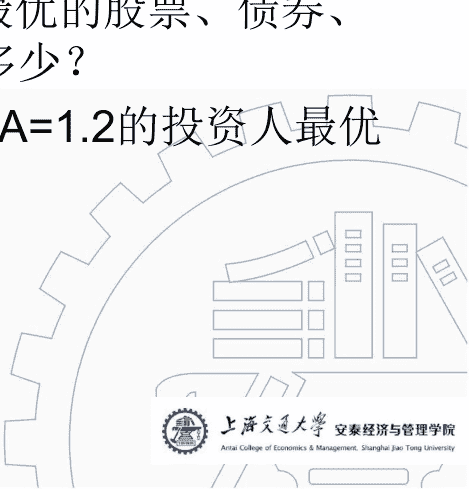 最优的股票、债券、
多少？
A=1.2的投资人最优
上海交通大学 安泰经济与管理学院
Antai College of Economics & Management, Shanghai Jiao Tong University